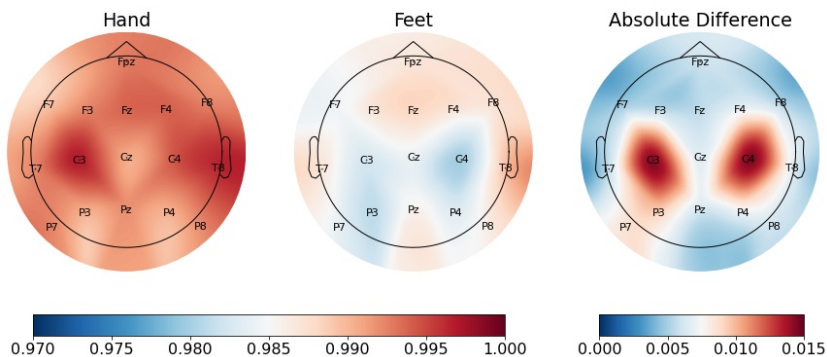 Hand Feet Absolute Difference
Fpz Fpz Fpz
F7 F3 Fz F4 F8 F7 F3 Fz F4 F8 F7 F3 Fz F4 F8
T7 C3 Cz C4 T8 T7 C3 Cz C4 T8 T7 C3 Cz C4 T8
P7 P3 Pz P4 P8 P7 P3 Pz P4 P8 P7 P3 Pz P4 P8
0.970 0.975 0.980 0.985 0.990 0.995 1.000 0.000 0.005 0.010 0.015